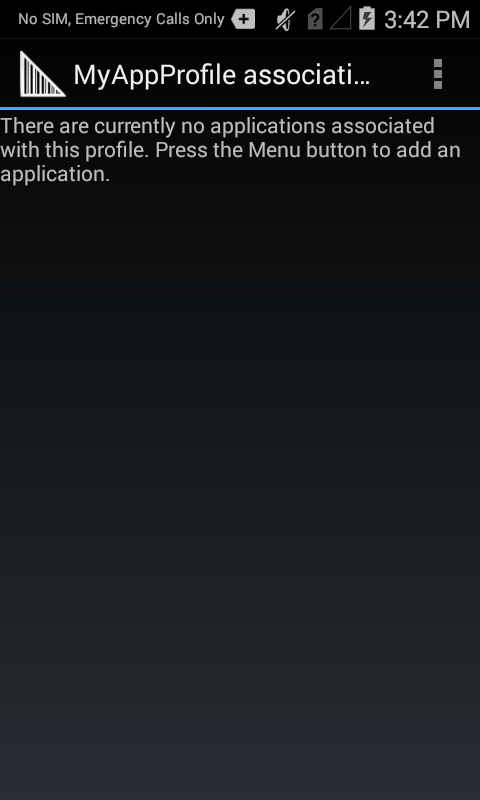 No SIM, Emergency Calls Only 3:42 PM
MyAppProfile associati...
There are currently no applications associated
with this profile. Press the Menu button to add an
application.